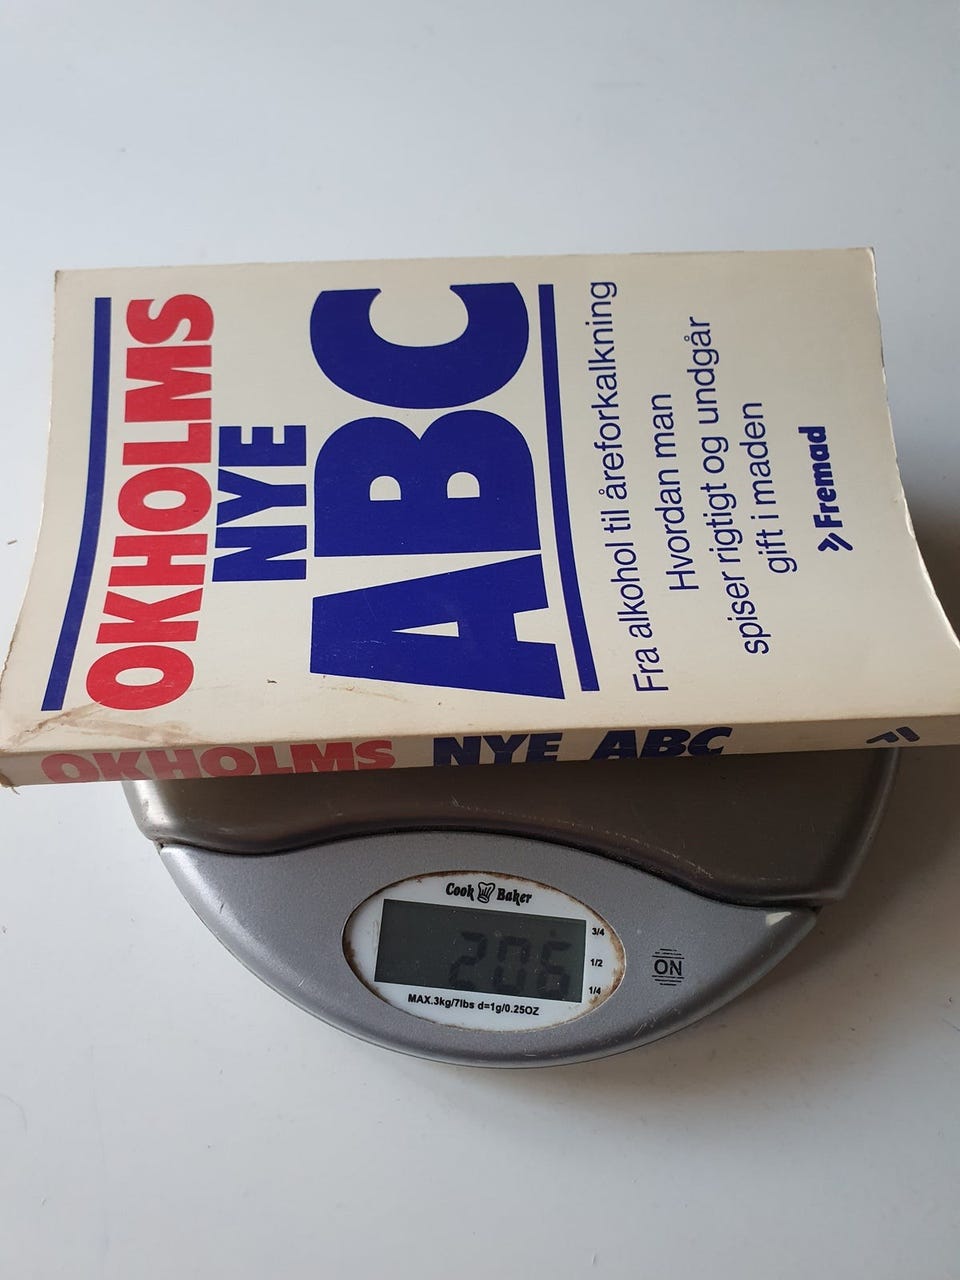 OKHOLMS
NYE
ABC
Fra alkohol til åreforkalkning
Hvordan man
spiser rigtigt og undgår
gift i maden
Fremad
OKHOLMS NYE ABC
Cook Baker
206
3/4
1/2
1/4
MAX.3kg/7lbs d=1g/0.25OZ
ON